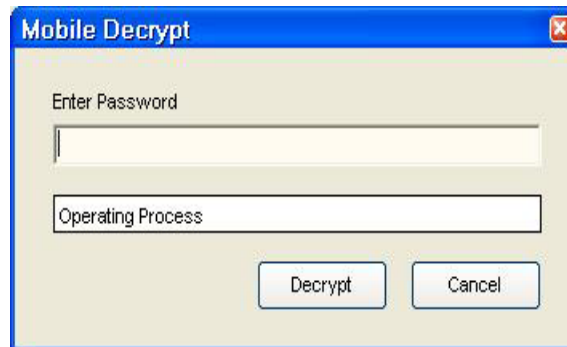 Mobile Decrypt
Enter Password
Operating Process
Decrypt
Cancel